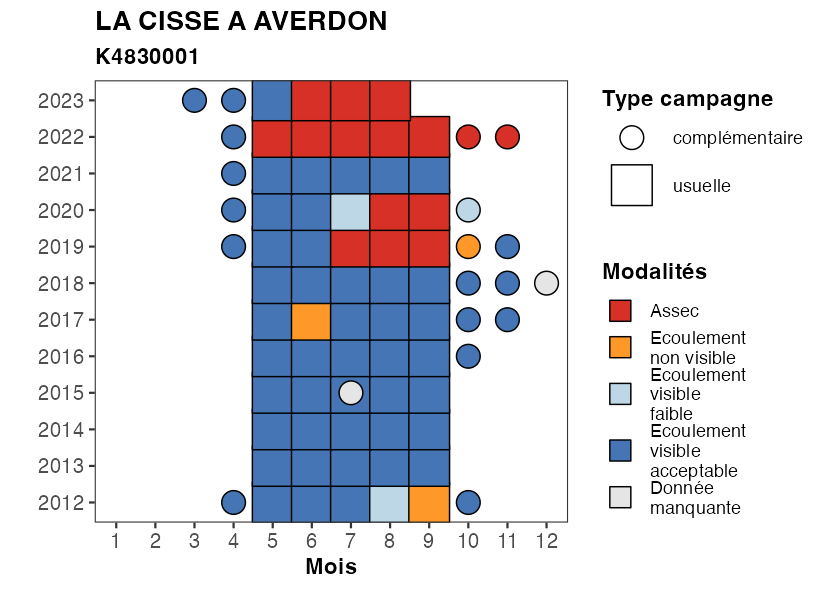 LA CISSE A AVERDON
K4830001
2023
2022
2021
2020
2019
2018
2017
2016
2015
2014
2013
2012
1 2 3 4 5 6 7 8 9 10 11 12
Mois
Type campagne
complémentaire
usuelle
Modalités
Assec
Ecoulement
non visible
Ecoulement
visible
faible
Ecoulement
visible
acceptable
Donnée
manquante